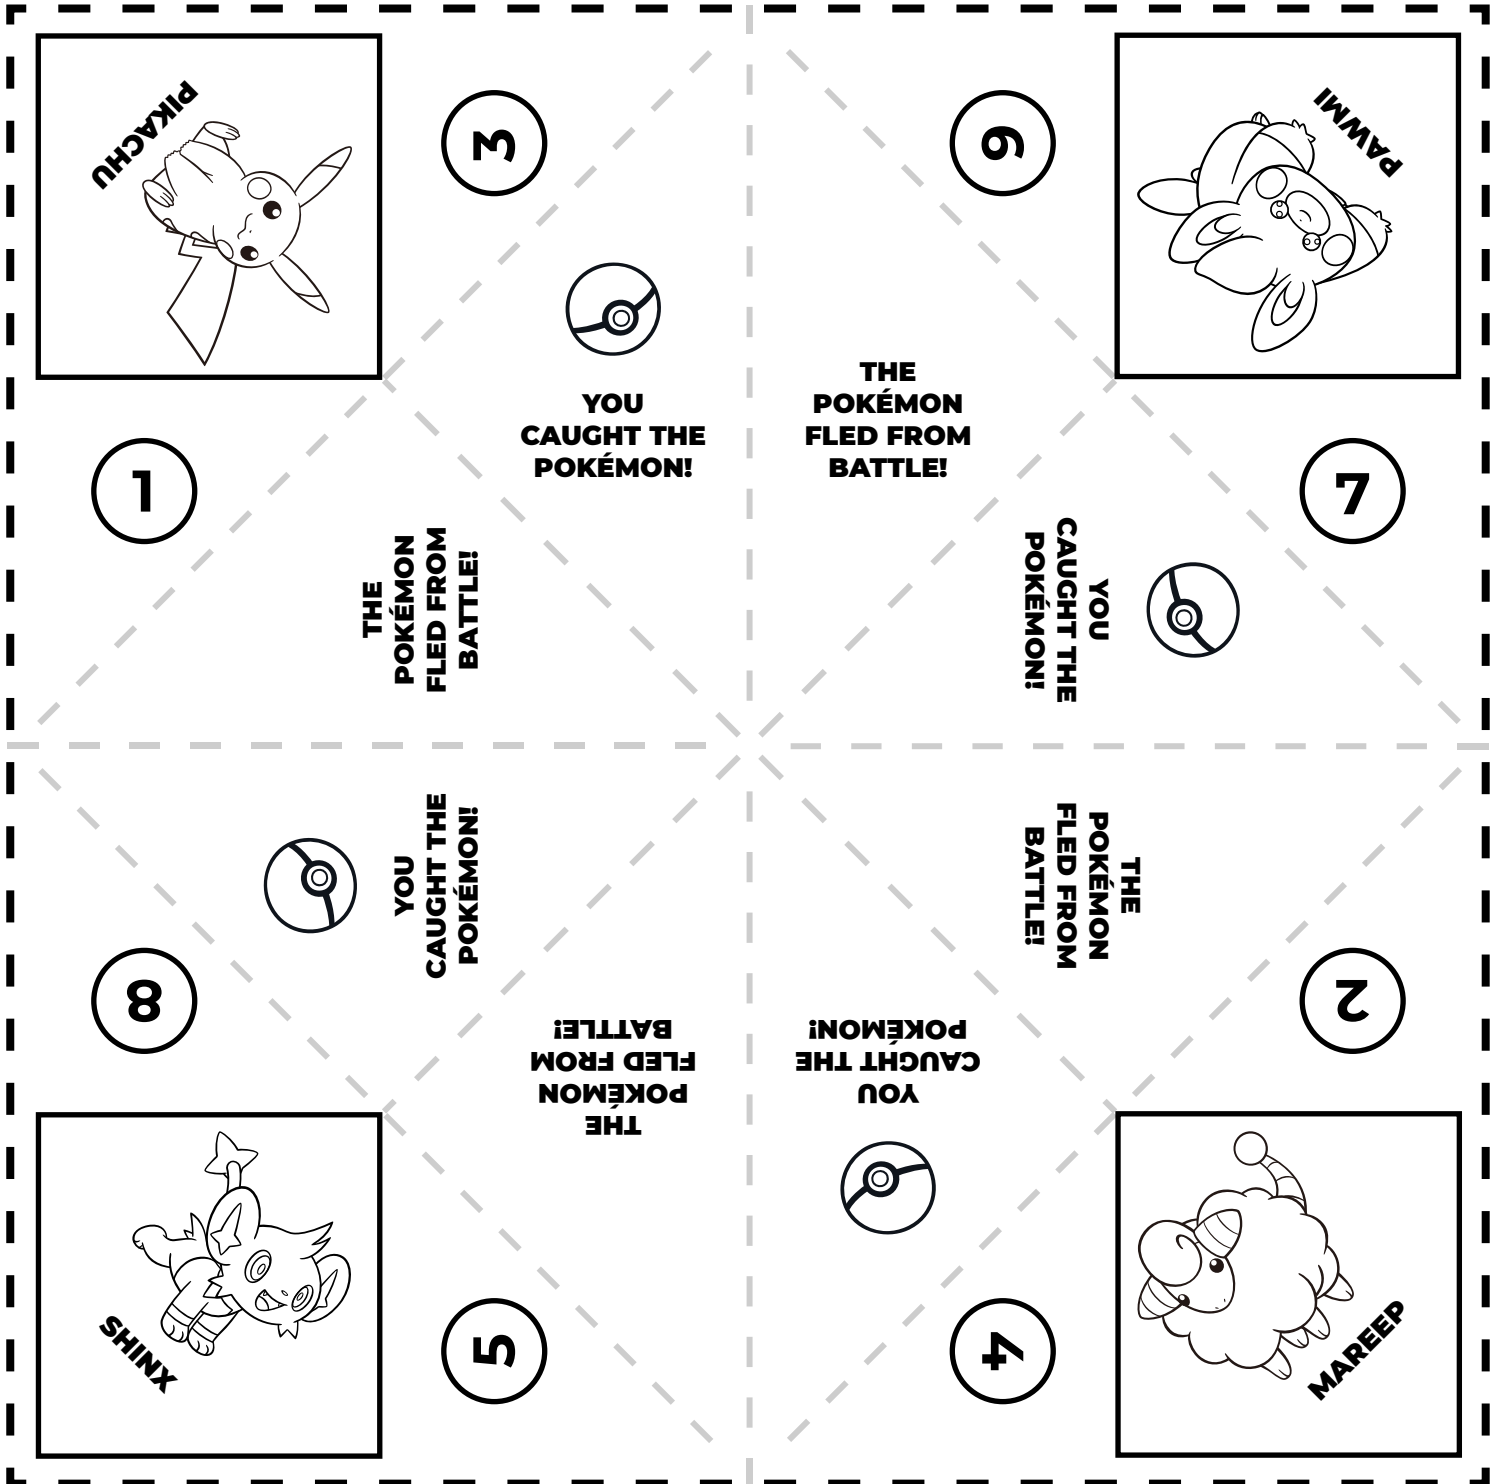 PIKACHU
3
6
PAWMI
YOU
CAUGHT THE
POKÉMON!
THE
POKÉMON
FLED FROM
BATTLE!
1
THE
POKÉMON
FLED FROM
BATTLE!
YOU
CAUGHT THE
POKÉMON!
7
8
YOU
CAUGHT THE
POKÉMON!
THE
POKÉMON
FLED FROM
BATTLE!
2
THE
POKÉMON
FLED FROM
BATTLE!
YOU
CAUGHT THE
POKÉMON!
SHINX
5
4
MAREEP